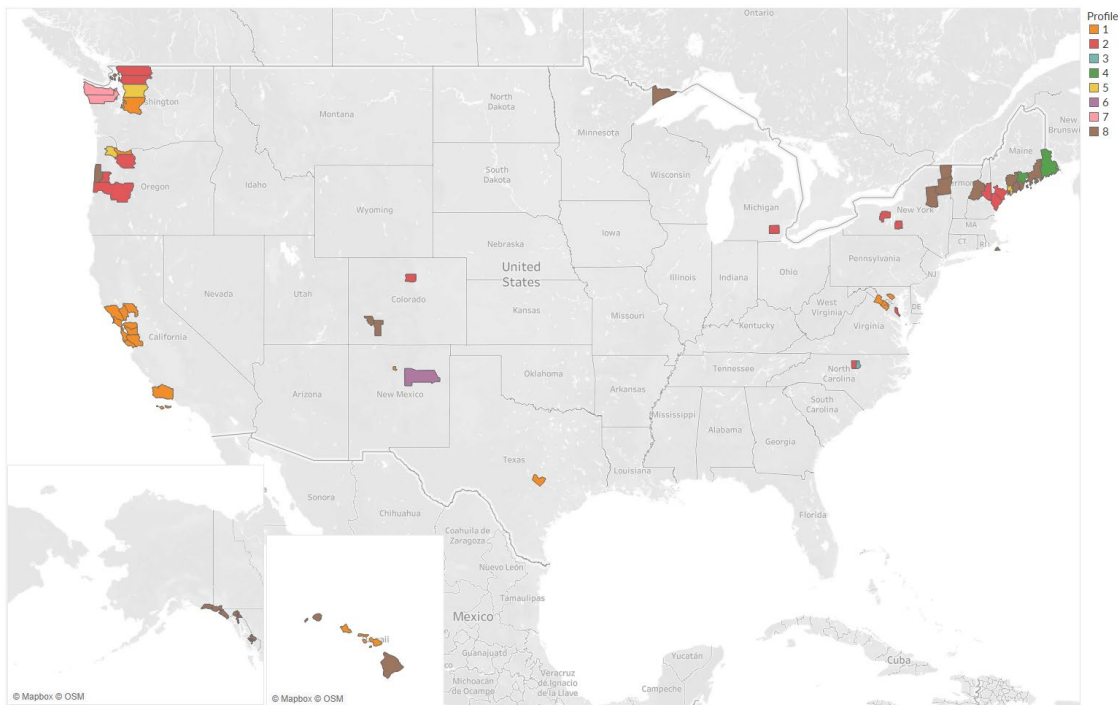 Ontario
Profile
1
2
3
4
5
6
7
8
Washington
Montana
North
Dakota
Minnesota
Maine
New
Brunsw
Oregon
Idaho
South
Dakota
Wisconsin
Michigan
Vermont
New York
MA
CT
RI
Wyoming
Iowa
Nebraska
Pennsylvania
NJ
Nevada
Utah
Colorado
United
States
Illinois
Indiana
Ohio
West
Virginia
DE
Virginia
California
Kansas
Missouri
Kentucky
Arizona
New Mexico
Oklahoma
Arkansas
Tennessee
North
Carolina
South
Carolina
Mississippi
Alabama
Georgia
Texas
Louisiana
Sonora
Chihuahua
Florida
Coahuila de
Zaragoza
Nuevo León
Tamaulipas
aii
Mexico
Guanajuato
Michoacán
de Ocampo
Veracruz
de Ignacio
de la Llave
Yucatán
Campeche
Cuba
© Mapbox © OSM
© Mapbox © OSM